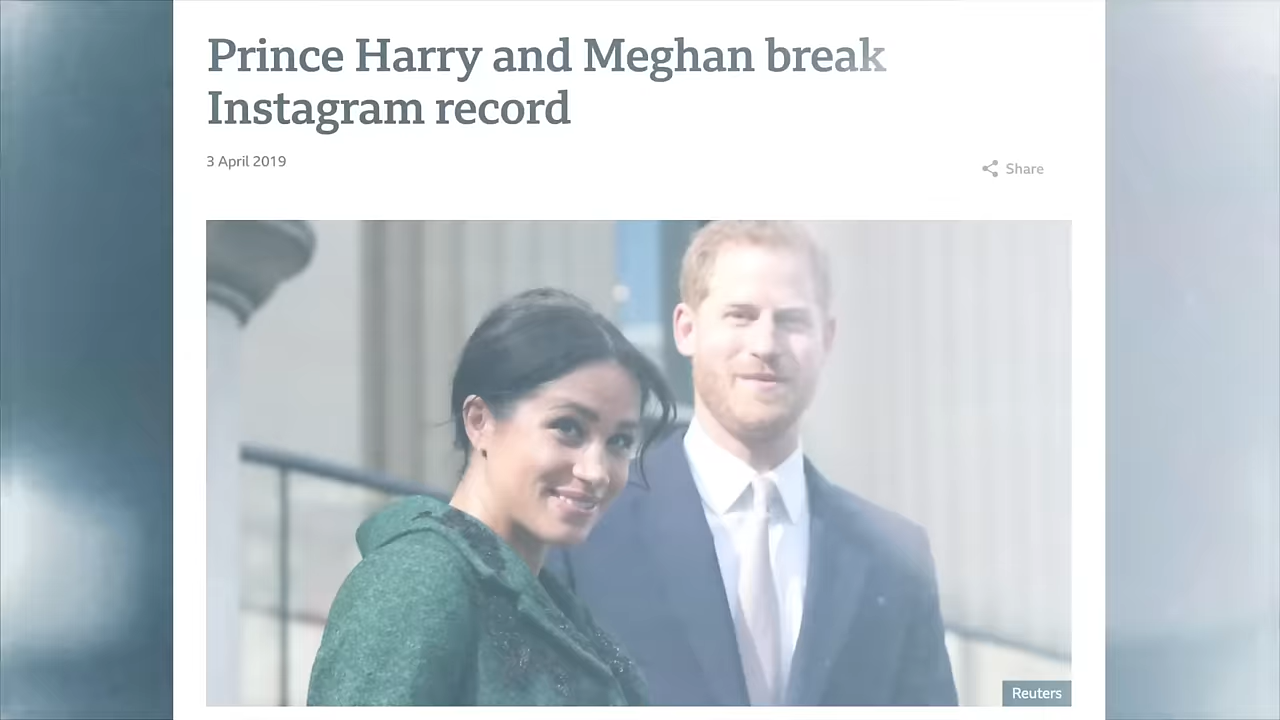 Prince Harry and Meghan break
Instagram record
3 April 2019
Share
Reuters